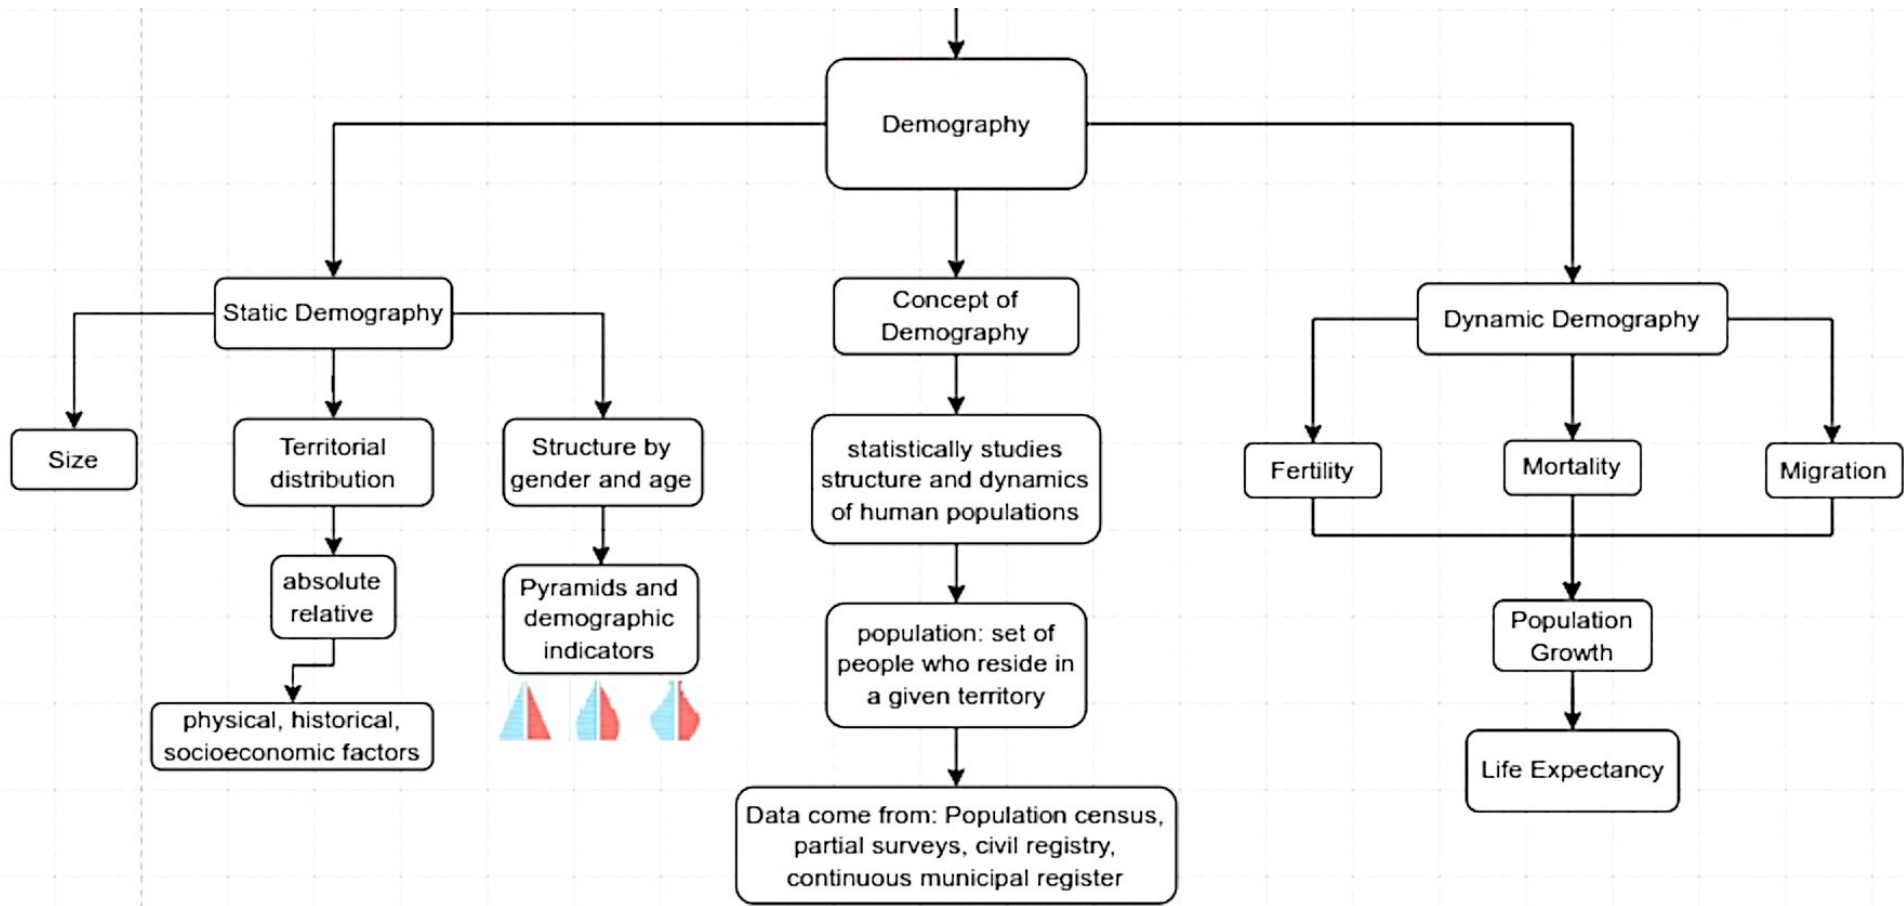 Demography
Static Demography
Concept of
Demography
Dynamic Demography
Size
Territorial
distribution
Structure by
gender and age
statistically studies
structure and dynamics
of human populations
Fertility
Mortality
Migration
absolute
relative
Pyramids and
demographic
indicators
population: set of
people who reside in
a given territory
Population
Growth
physical, historical,
socioeconomic factors
Life Expectancy
Data come from: Population census,
partial surveys, civil registry,
continuous municipal register